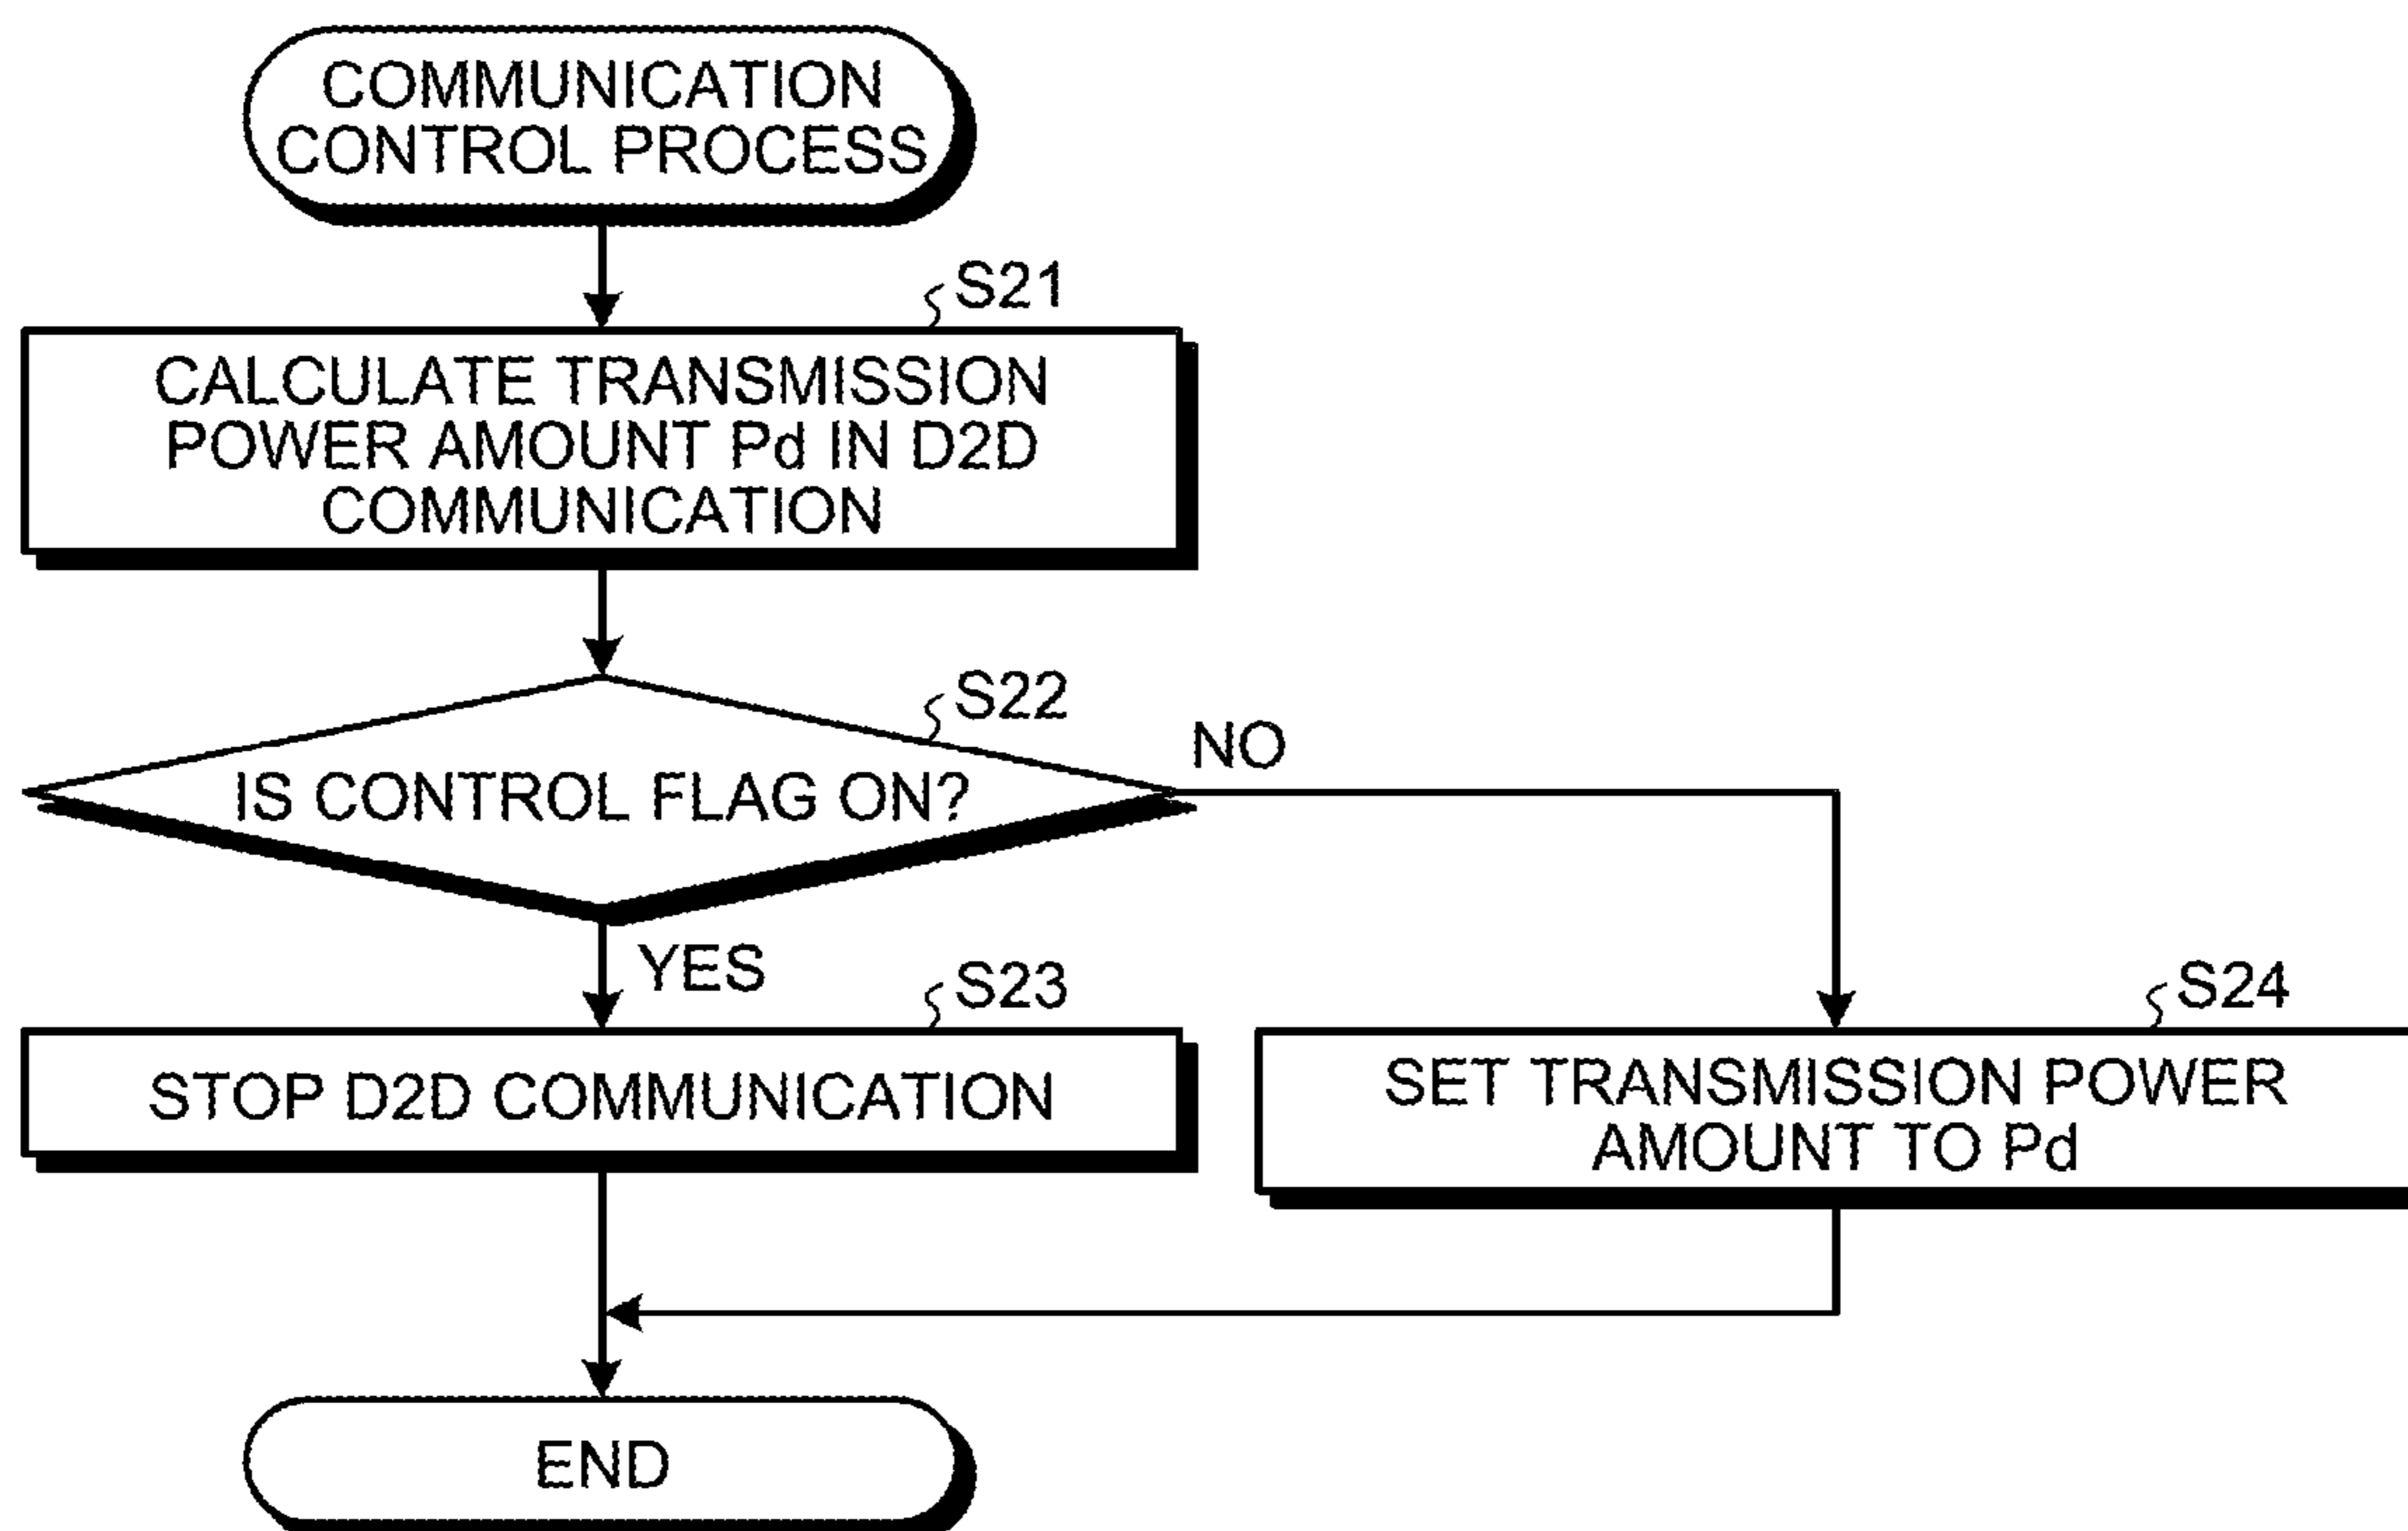 COMMUNICATION
CONTROL PROCESS
S21
CALCULATE TRANSMISSION
POWER AMOUNT Pd IN D2D
COMMUNICATION
S22
NO
IS CONTROL FLAG ON?
YES
S23
STOP D2D COMMUNICATION
S24
SET TRANSMISSION POWER
AMOUNT TO Pd
END